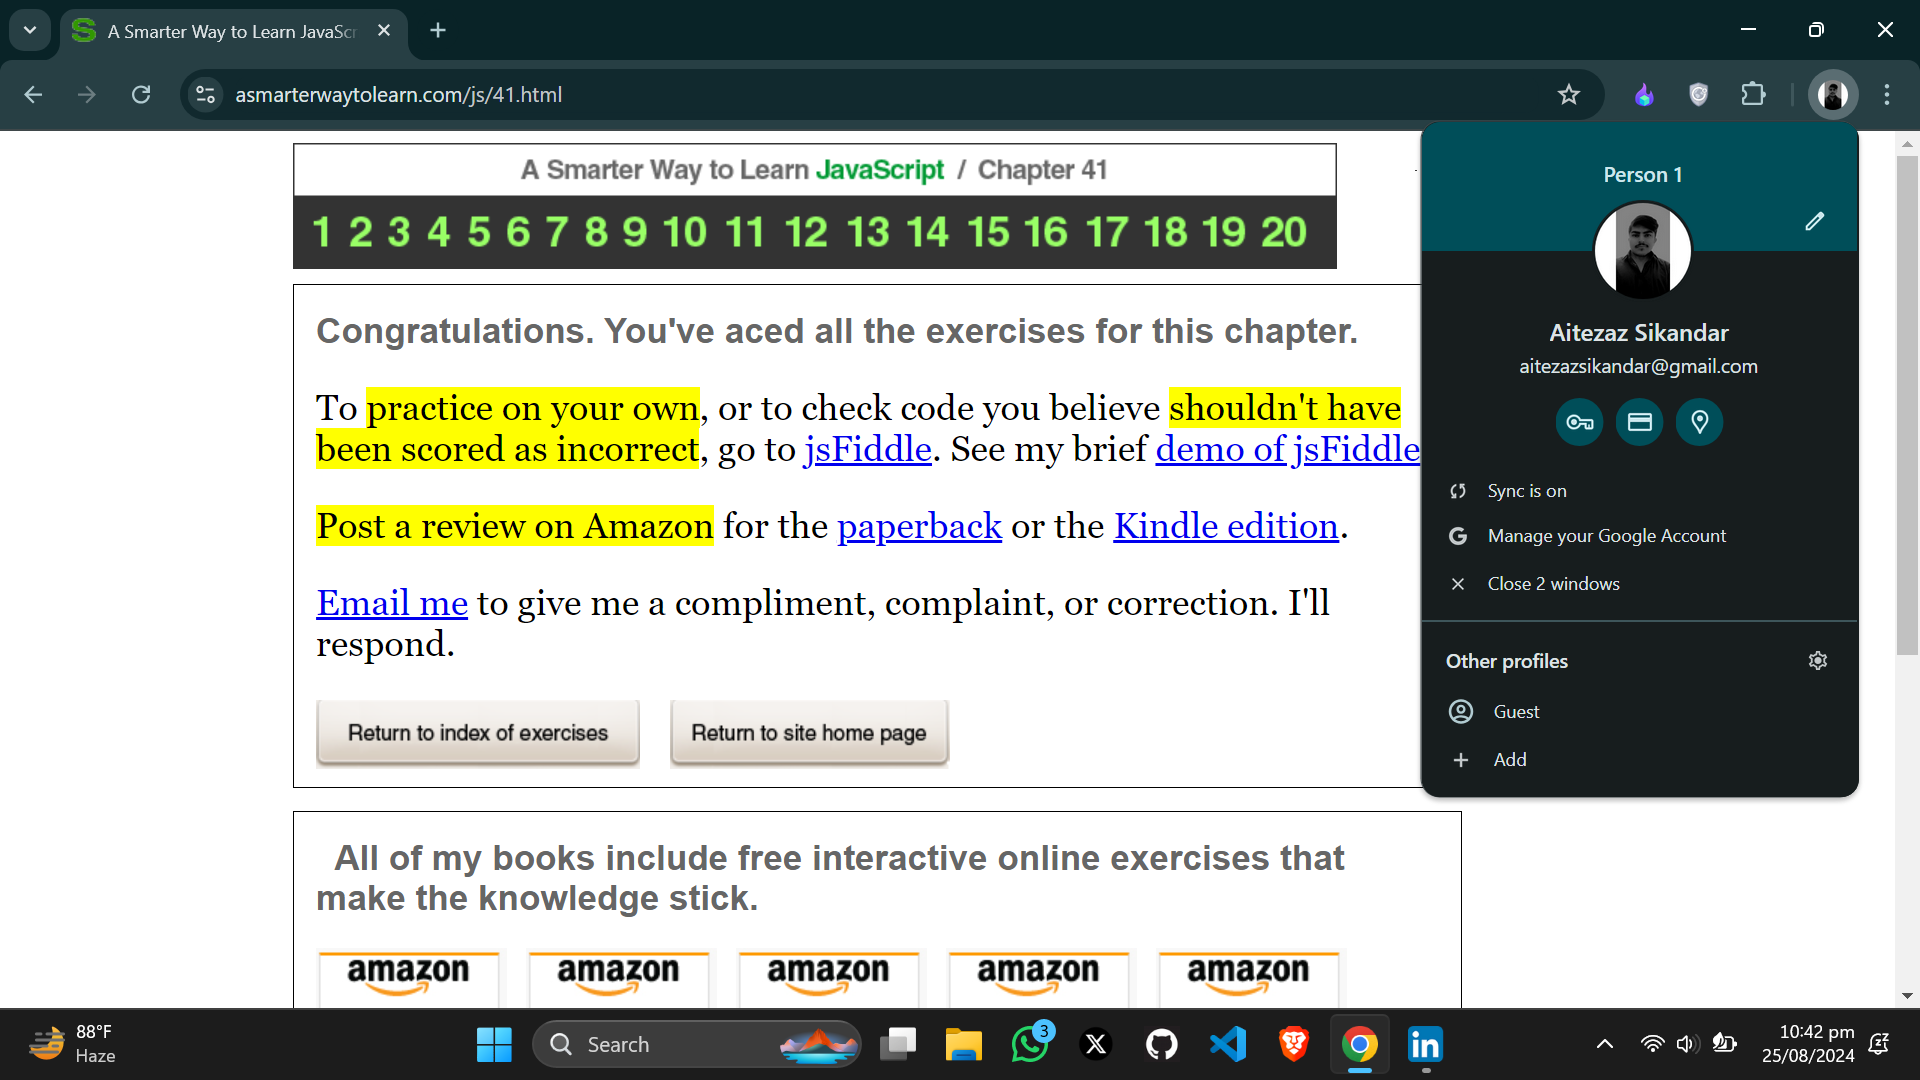 A Smarter Way to Learn JavaScr
asmarterwaytolearn.com/js/41.html
A Smarter Way to Learn JavaScript / Chapter 41
1 2 3 4 5 6 7 8 9 10 11 12 13 14 15 16 17 18 19 20
Congratulations. You've aced all the exercises for this chapter.
To practice on your own, or to check code you believe shouldn't have
been scored as incorrect, go to jsFiddle. See my brief demo of jsFiddle
Post a review on Amazon for the paperback or the Kindle edition.
Email me to give me a compliment, complaint, or correction. I'll
respond.
Return to index of exercises
Return to site home page
All of my books include free interactive online exercises that
make the knowledge stick.
amazon amazon amazon amazon amazon
Person 1
Aitezaz Sikandar
aitezazsikandar@gmail.com
Sync is on
Manage your Google Account
Close 2 windows
Other profiles
Guest
Add
88°F
Haze
Search
3
10:42 pm
25/08/2024